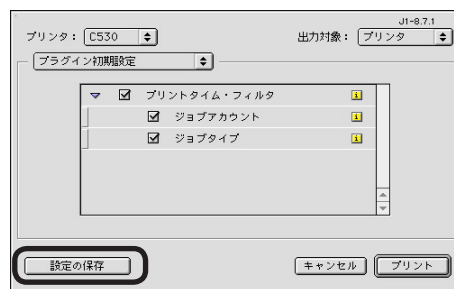 J1-8.7.1
プリンタ： C530 出力対象： プリンタ
プラグイン初期設定
プリントタイム・フィルタ
ジョブアカウント
ジョブタイプ
設定の保存 キャンセル プリント